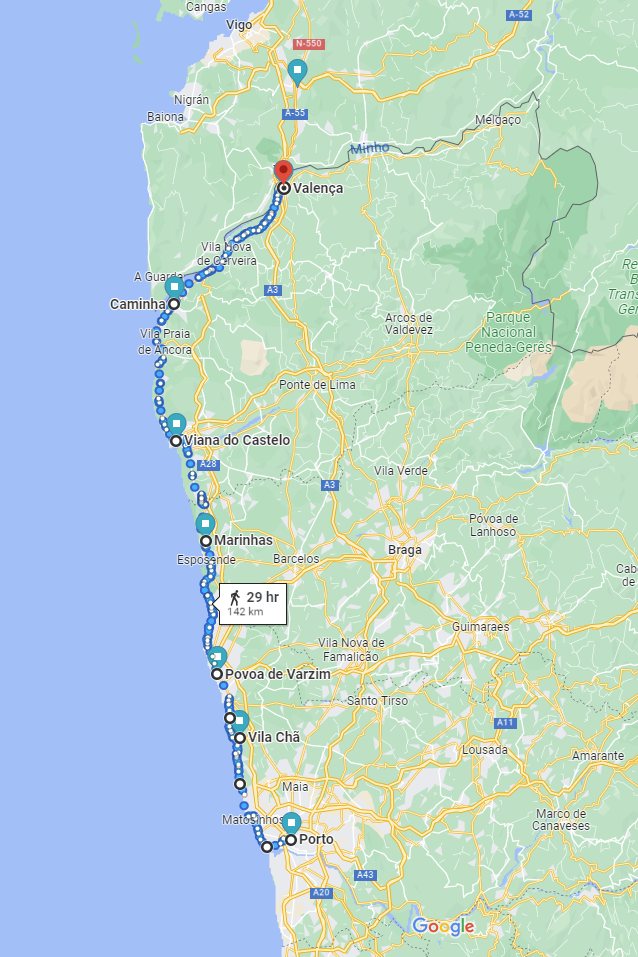 Cangas
A-52
Vigo
N-550
Nigrán
A-55
Baiona
Melgaço
Minho
Valença
Vila Nova
de Cerveira
A Guarda
A3
Caminha
Arcos de
Valdevez
Parque
Nacional
Peneda-Gerês
Vila Praia
de Âncora
Ponte de Lima
Viana do Castelo
A28
Vila Verde
A3
Póvoa de
Lanhoso
Marinhas
Braga
Esposende
Barcelos
Cab
de
29 hr
142 km
Guimarães
Vila Nova de
Famalicão
Povoa de Varzim
Santo Tirso
A11
Vila Chã
Lousada
Amarante
Maia
Matosinhos
Marco de
Canaveses
Porto
A43
A20
Google